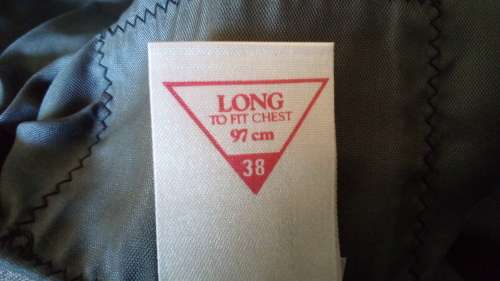 LONG
TO FIT CHEST
97 cm
38